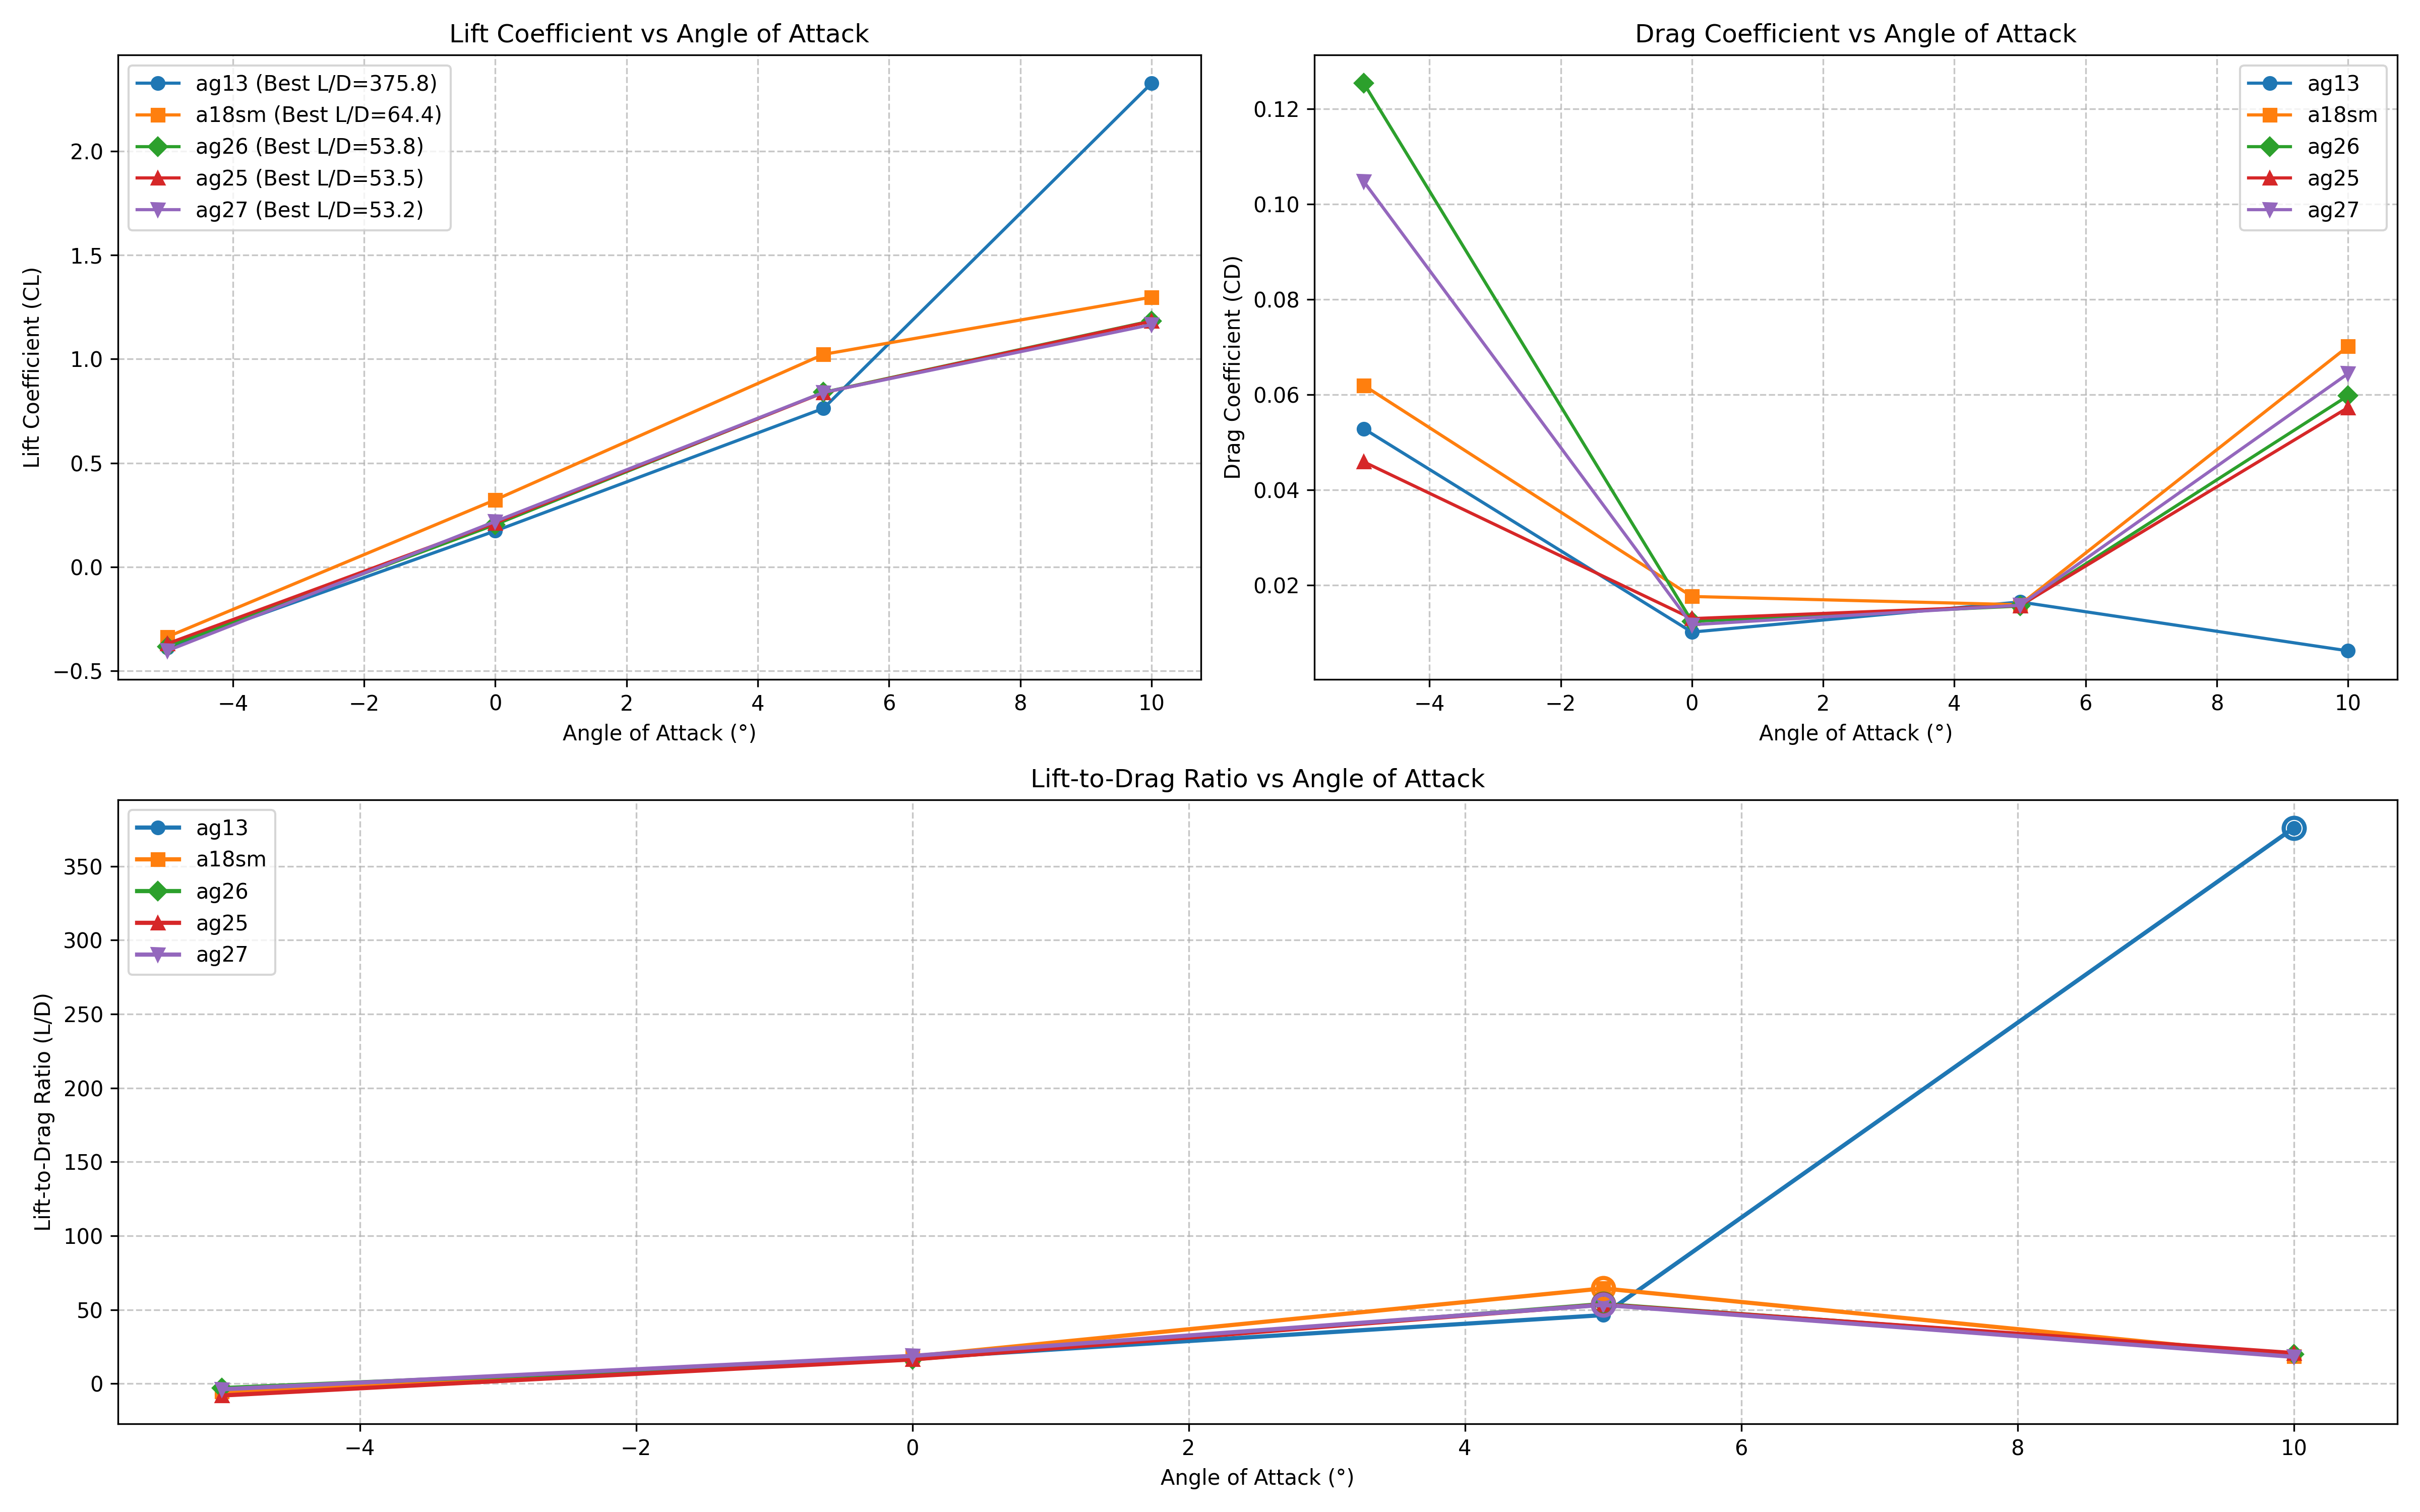 Lift Coefficient vs Angle of Attack
Lift Coefficient (CL)
2.0
1.5
1.0
0.5
0.0
−0.5
ag13 (Best L/D=375.8)
a18sm (Best L/D=64.4)
ag26 (Best L/D=53.8)
ag25 (Best L/D=53.5)
ag27 (Best L/D=53.2)
−4 −2 0 2 4 6 8 10
Angle of Attack (°)
Drag Coefficient vs Angle of Attack
Drag Coefficient (CD)
0.12
0.10
0.08
0.06
0.04
0.02
ag13
a18sm
ag26
ag25
ag27
−4 −2 0 2 4 6 8 10
Angle of Attack (°)
Lift-to-Drag Ratio vs Angle of Attack
Lift-to-Drag Ratio (L/D)
350
300
250
200
150
100
50
0
ag13
a18sm
ag26
ag25
ag27
−4 −2 0 2 4 6 8 10
Angle of Attack (°)